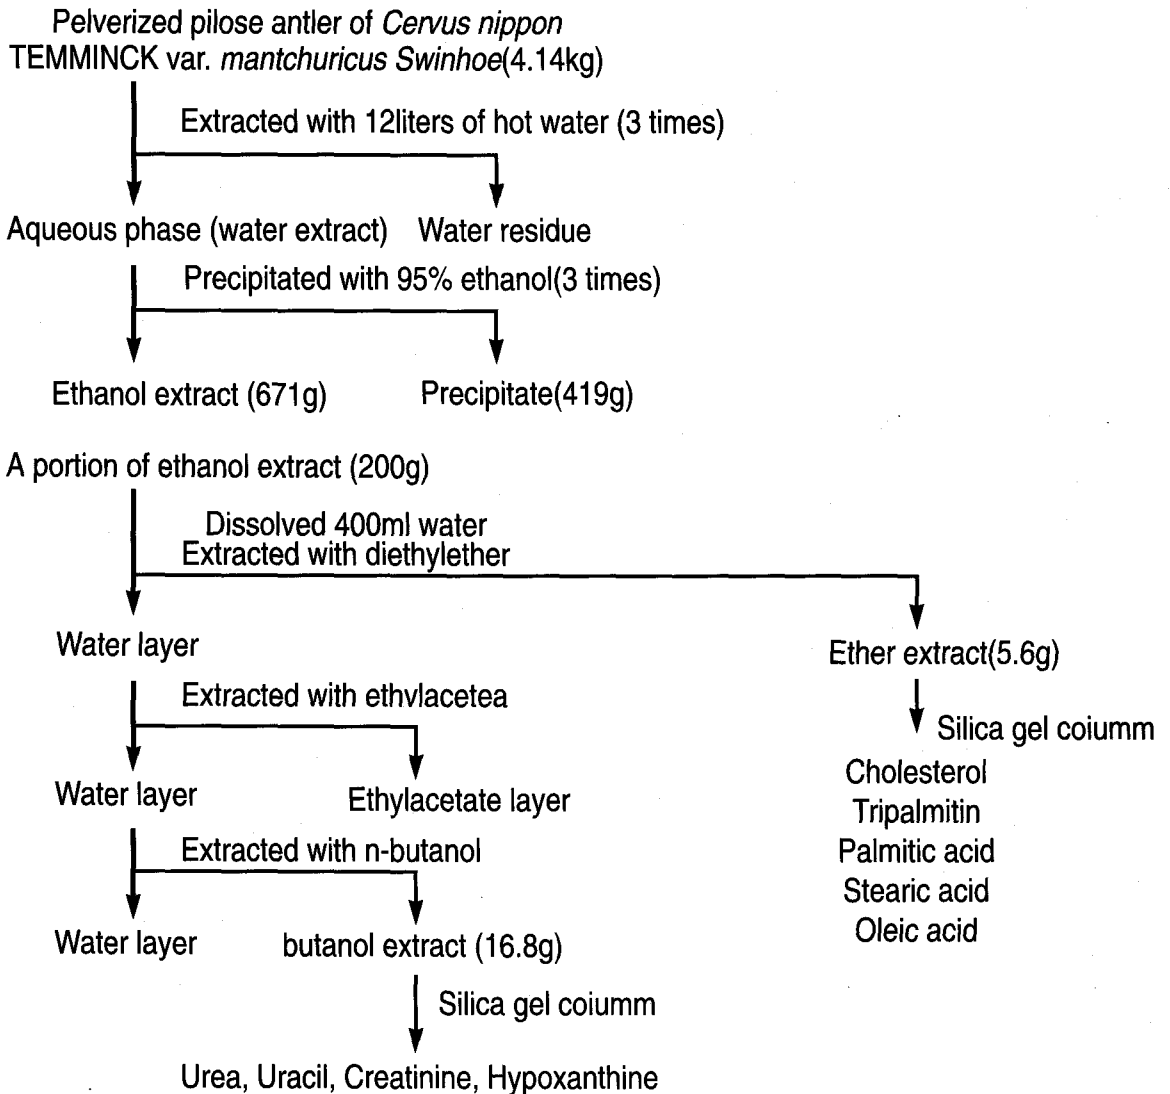 Pelverized pilose antler of Cervus nippon
TEMMINCK var. mantchuricus Swinhoe(4.14kg)
Extracted with 12liters of hot water (3 times)
Aqueous phase (water extract) Water residue
Precipitated with 95% ethanol(3 times)
Ethanol extract (671g) Precipitate(419g)
A portion of ethanol extract (200g)
Dissolved 400ml water
Extracted with diethylether
Water layer
Ether extract(5.6g)
Extracted with ethvlacetea
Silica gel coiumm
Cholesterol
Tripalmitin
Palmitic acid
Stearic acid
Oleic acid
Water layer Ethylacetate layer
Extracted with n-butanol
Water layer butanol extract (16.8g)
Silica gel coiumm
Urea, Uracil, Creatinine, Hypoxanthine